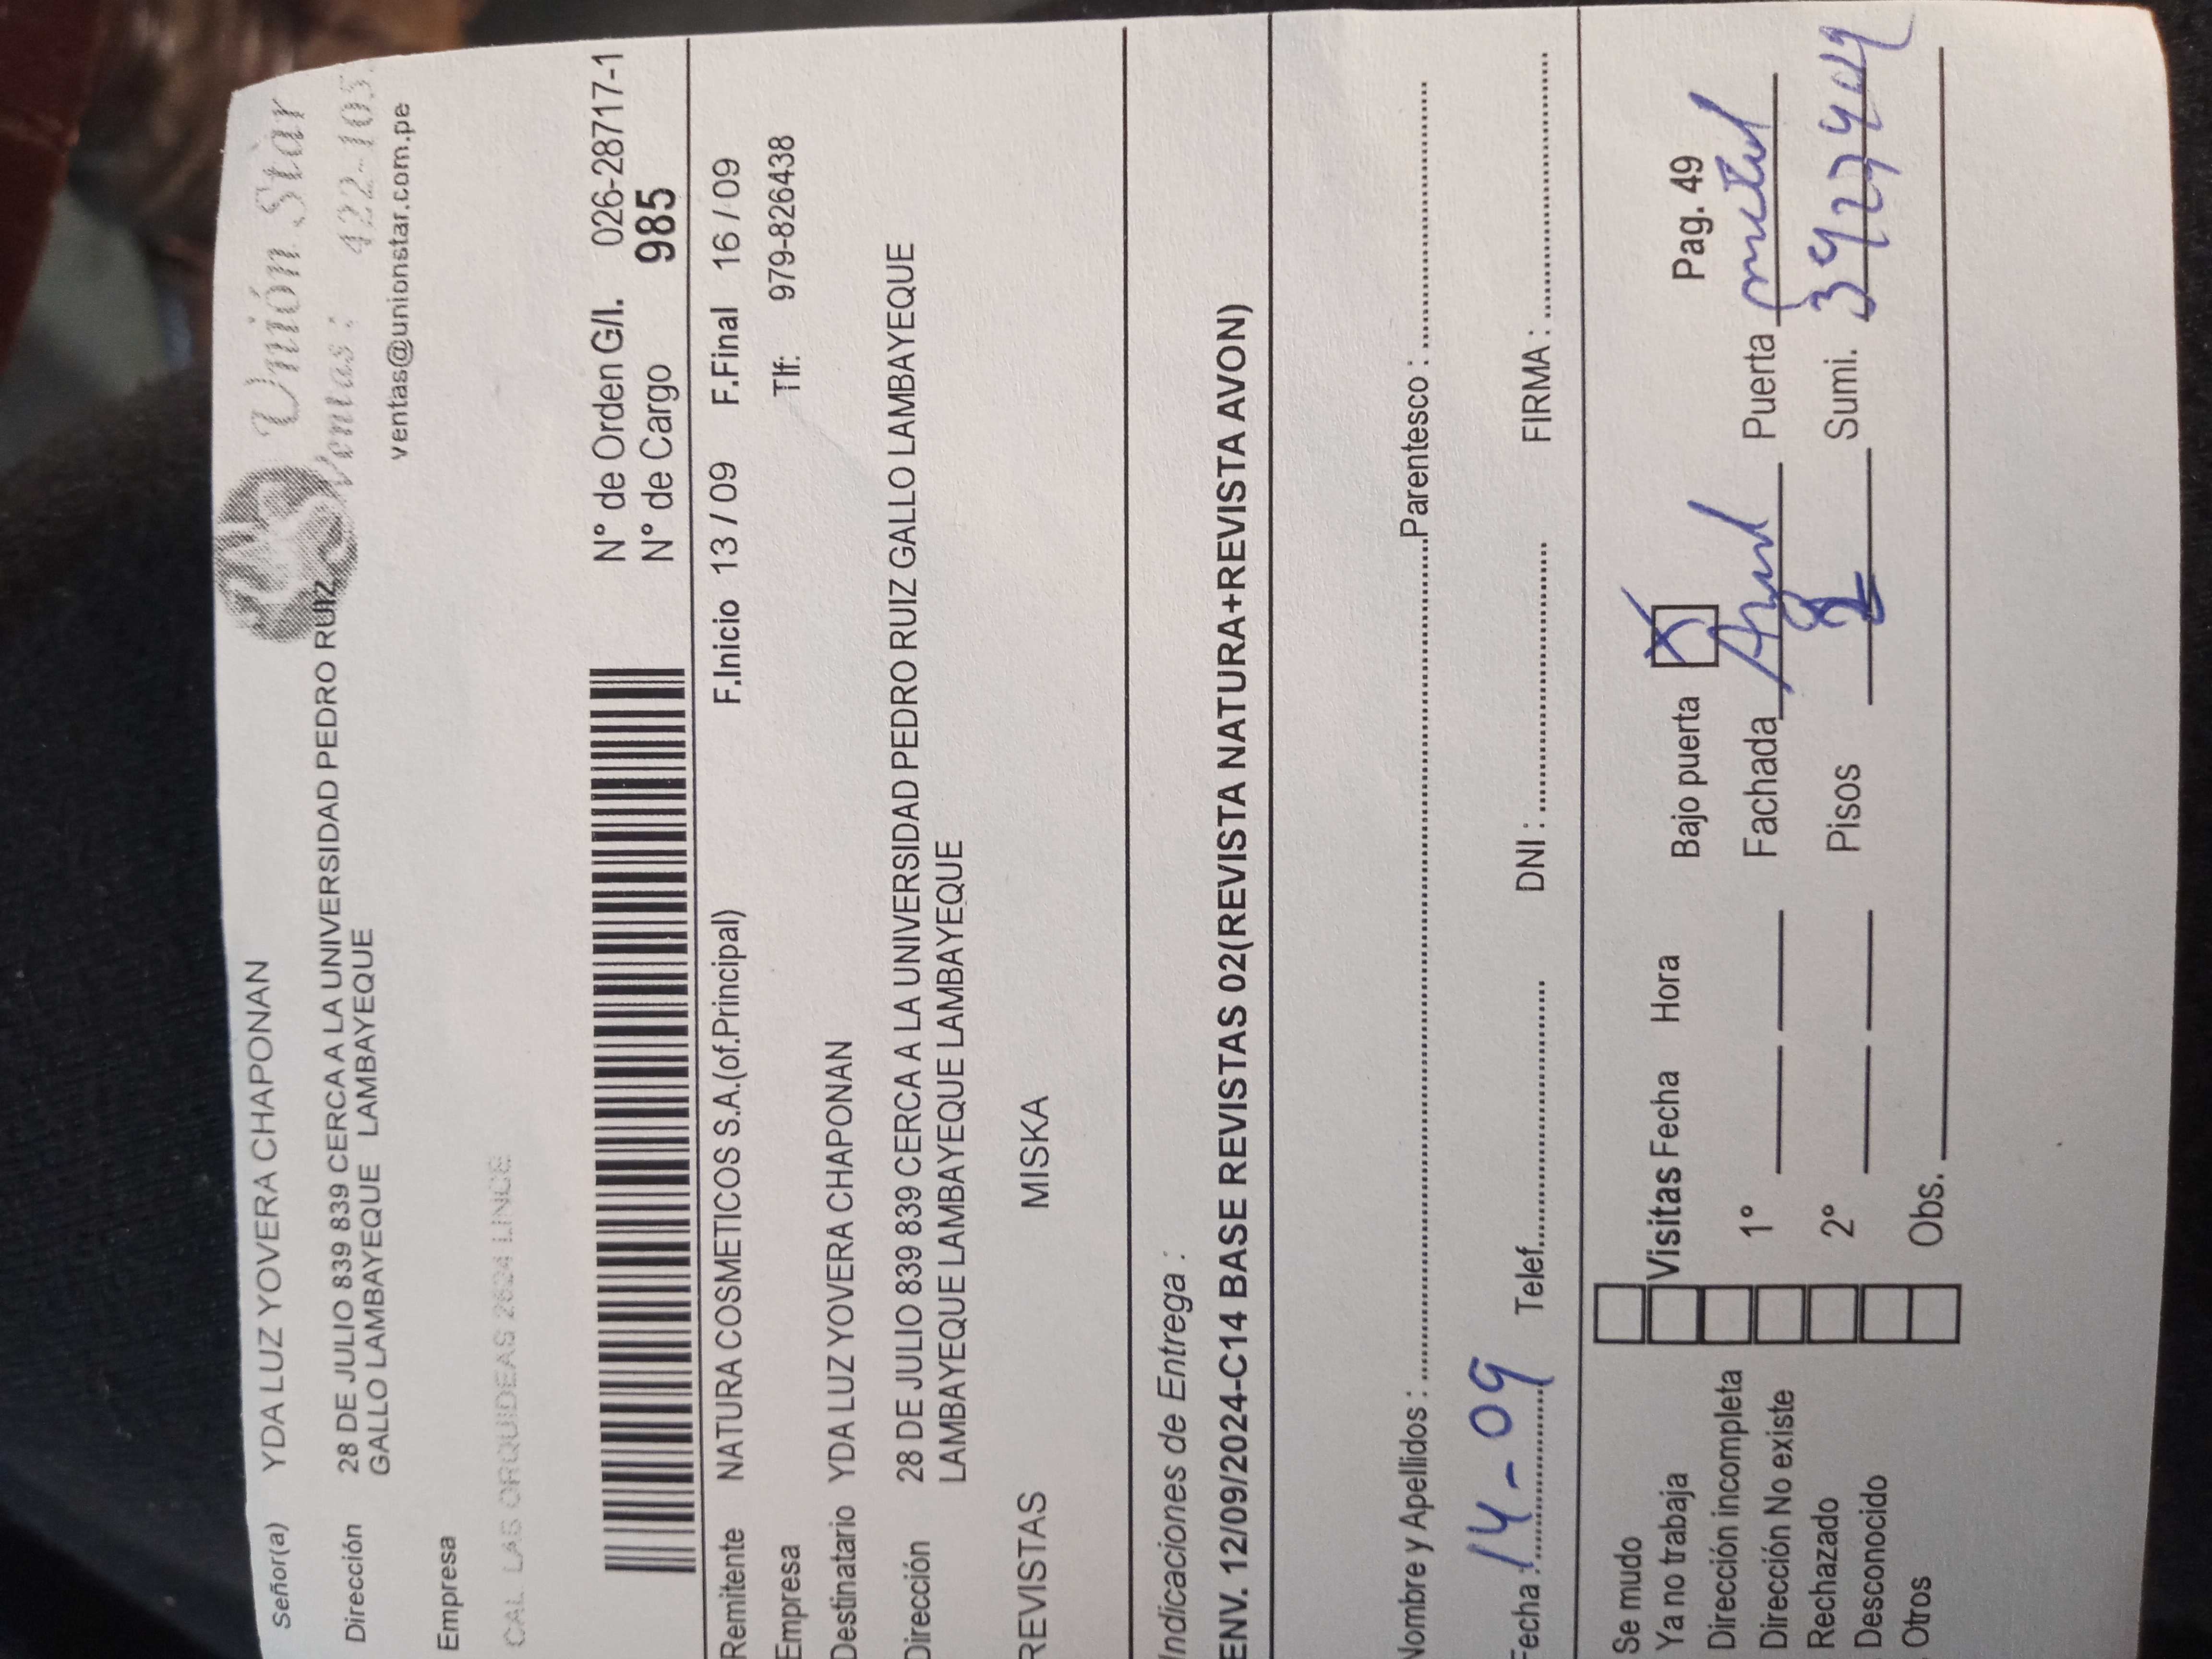 Señor(a) YDA LUZ YOVERA CHAPONAN
Unión Star
Ventas: 422-105
Dirección 28 DE JULIO 839 839 CERCA A LA UNIVERSIDAD PEDRO RUIZ
GALLO LAMBAYEQUE LAMBAYEQUE
ventas@unionstar.com.pe
Empresa
CAL. LAS ORQUIDEAS 2624 LINCE
N° de Orden G/I. 026-28717-1
N° de Cargo 985
Remitente NATURA COSMETICOS S.A.(of.Principal) F.Inicio 13 / 09 F.Final 16 / 09
Empresa Tlf: 979-826438
Destinatario YDA LUZ YOVERA CHAPONAN
Dirección 28 DE JULIO 839 839 CERCA A LA UNIVERSIDAD PEDRO RUIZ GALLO LAMBAYEQUE
LAMBAYEQUE LAMBAYEQUE LAMBAYEQUE
REVISTAS MISKA
Indicaciones de Entrega :
ENV. 12/09/2024-C14 BASE REVISTAS 02(REVISTA NATURA+REVISTA AVON)
Nombre y Apellidos : Parentesco :
Fecha : 14-09 Telef. DNI : FIRMA :
Se mudo
Ya no trabaja Visitas Fecha Hora Bajo puerta X Pag. 49
Dirección incompleta
Dirección No existe 1° Fachada Azul Puerta metal
Rechazado 2° Pisos 2 Sumi.
Desconocido
Otros Obs.